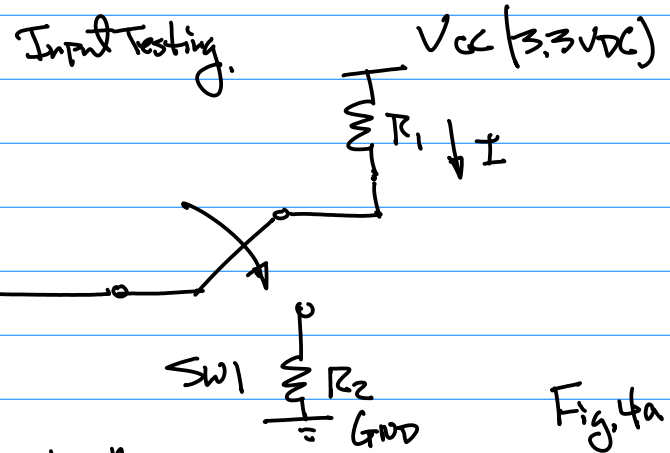 Input Testing.
Vcc (3.3VDC)
R1
I
SW1
R2
GND
Fig. 4a